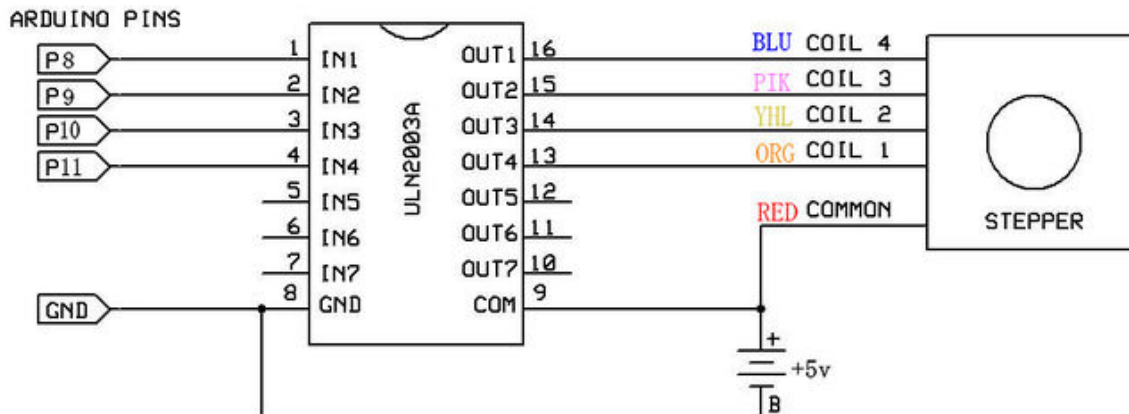 ARDUINO PINS
P8 1 IN1 OUT1 16 BLU COIL 4
P9 2 IN2 OUT2 15 PIK COIL 3
P10 3 IN3 OUT3 14 YHL COIL 2
P11 4 IN4 OUT4 13 ORG COIL 1
ULN2003A
5 IN5 OUT5 12
RED COMMON
STEPPER
6 IN6 OUT6 11
7 IN7 OUT7 10
GND 8 GND COM 9
+
+5v
B